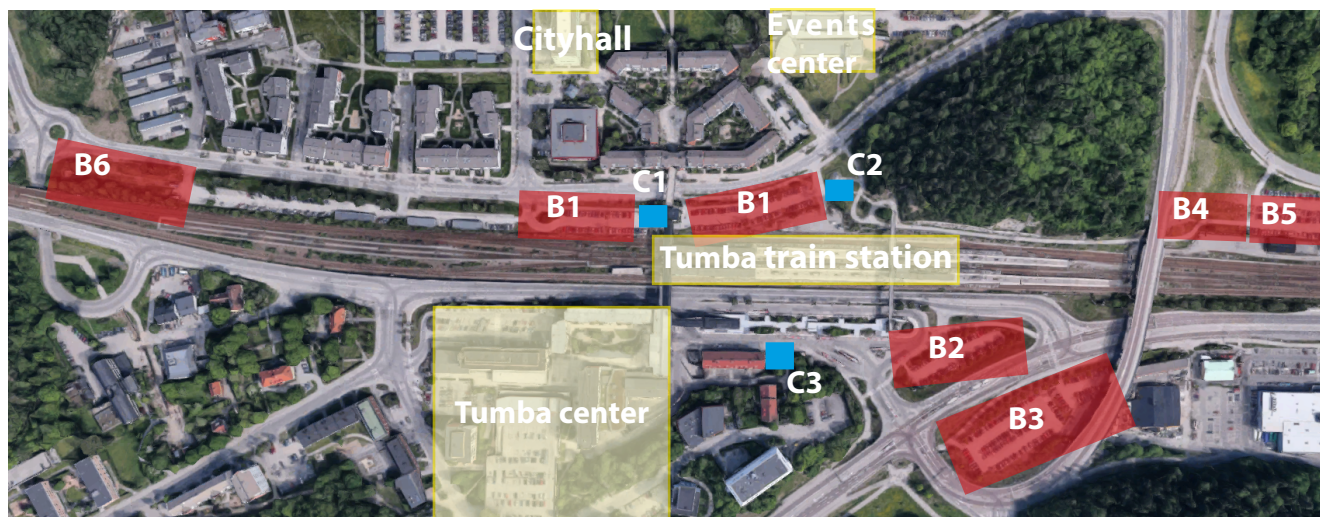 Cityhall
Events
center
B6
C1
C2
B1
B1
B4
B5
Tumba train station
B2
C3
Tumba center
B3